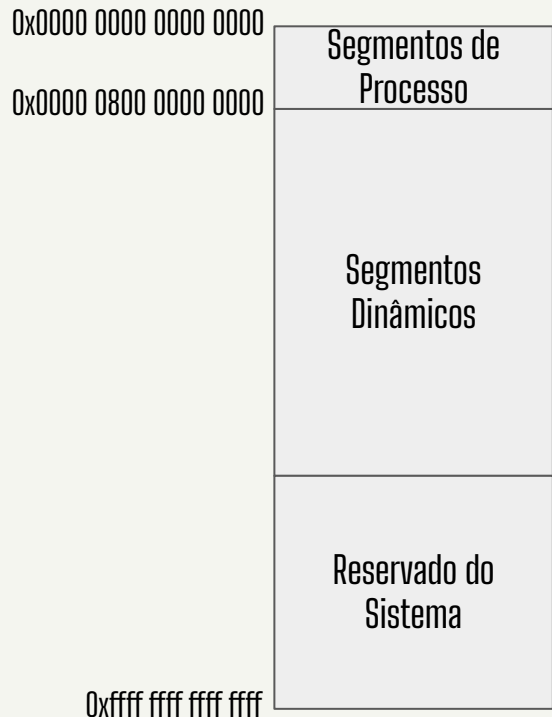 0x0000 0000 0000 0000
Segmentos de
Processo
0x0000 0800 0000 0000
Segmentos
Dinâmicos
Reservado do
Sistema
0xffff ffff ffff ffff